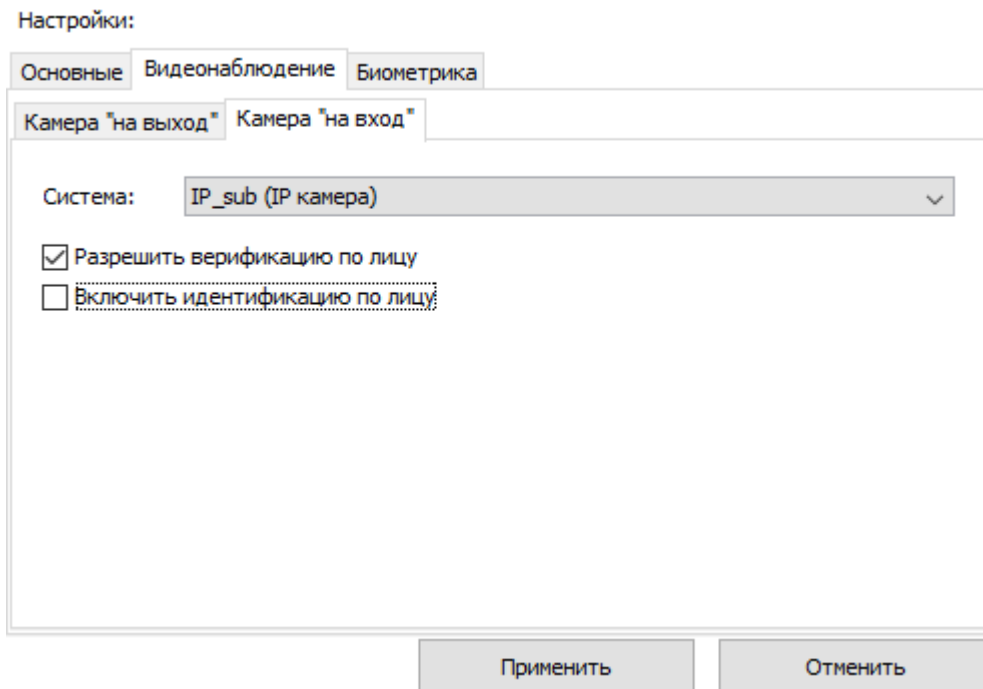 Настройки:
Основные Видеонаблюдение Биометрика
Камера "на выход" Камера "на вход"
Система: IP_sub (IP камера)
Разрешить верификацию по лицу
Включить идентификацию по лицу
Применить Отменить